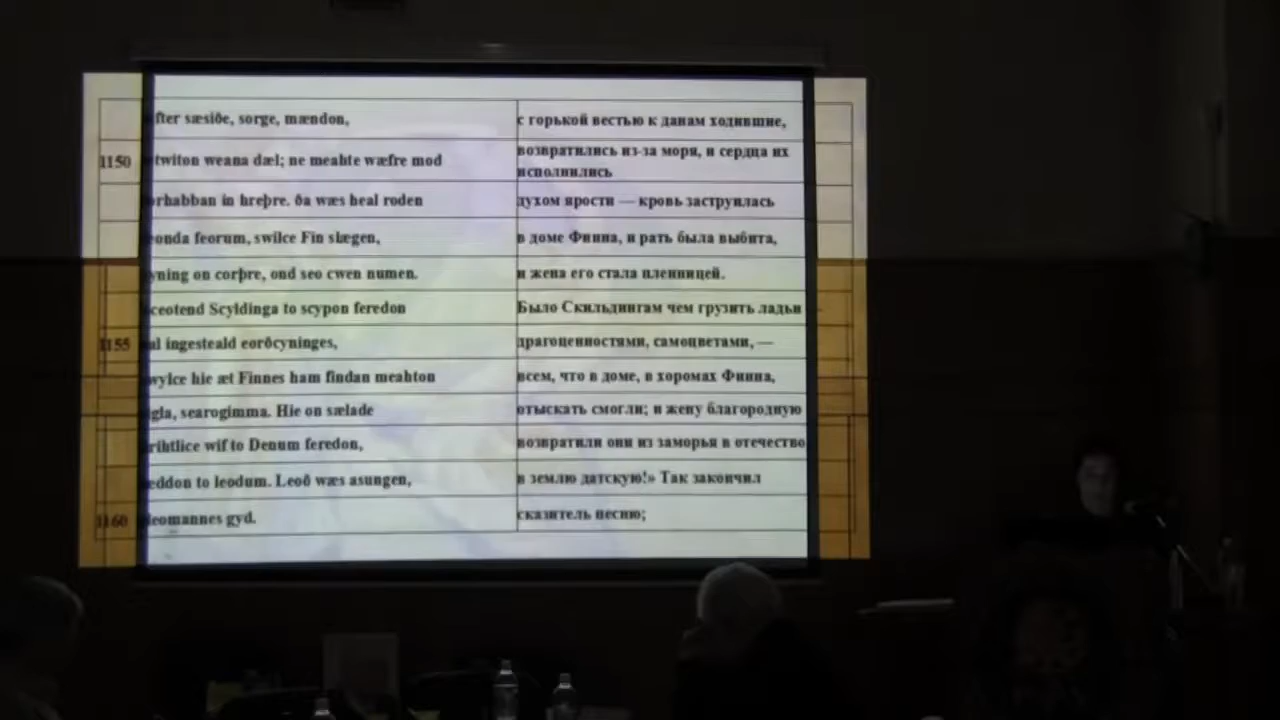 fter sæsiðe, sorge, mændon,
с горькой вестью к данам ходившие,
1150
twiton weana dæl; ne meahte wæfre mod
возвратились из-за моря, и сердца их
исполнились
rhabban in hreþre. ða wæs heal roden
духом ярости — кровь заструилась
onda feorum, swilce Fin slægen,
в доме Финна, и рать была выбита,
yning on corþre, ond seo cwen numen.
и жена его стала пленницей.
ceotend Scyldinga to scypon feredon
Было Скильдингам чем грузить ладьи
1155
al ingesteald eorðcyninges,
драгоценностями, самоцветами, —
wylce hie æt Finnes ham findan meahton
всем, что в доме, в хоромах Финна,
gla, searogimma. Hie on sælade
отыскать смогли; и жену благородную
rihtlice wif to Denum feredon,
возвратили они из заморья в отечество
eddon to leodum. Leoð wæs asungen,
в землю датскую!» Так закончил
1160
leomannes gyd.
сказитель песню;